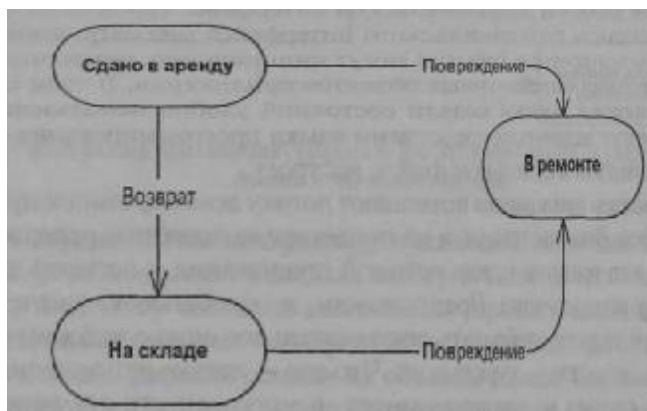 Сдано в аренду
Повреждение
В ремонте
Возврат
На складе
Повреждение